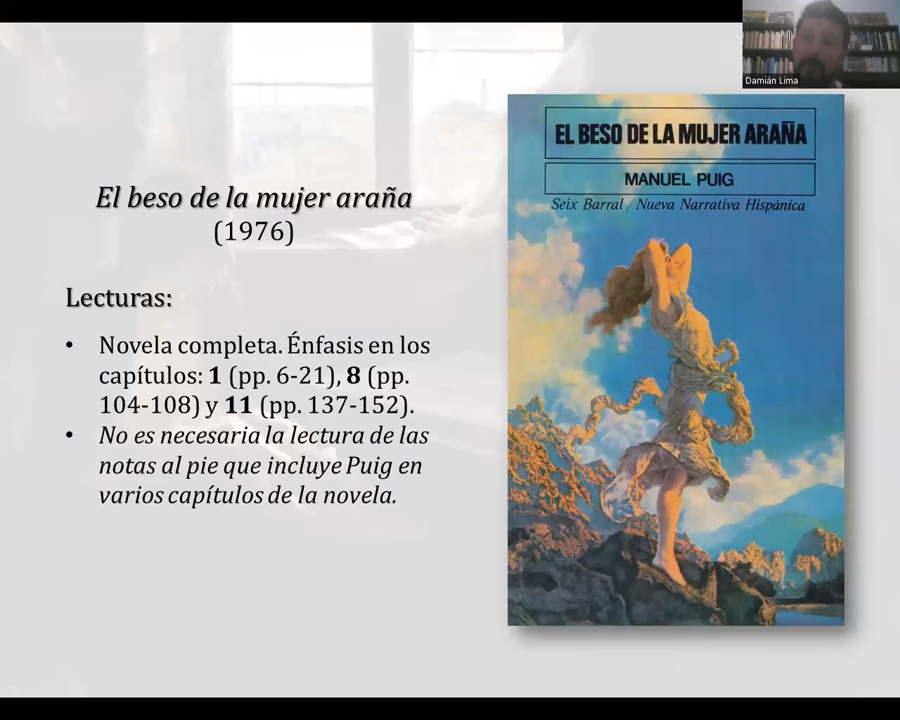 Damián Lima
EL BESO DE LA MUJER ARAÑA
MANUEL PUIG
Seix Barral / Nueva Narrativa Hispánica
El beso de la mujer araña
(1976)
Lecturas:
• Novela completa. Énfasis en los
capítulos: 1 (pp. 6-21), 8 (pp.
104-108) y 11 (pp. 137-152).
• No es necesaria la lectura de las
notas al pie que incluye Puig en
varios capítulos de la novela.